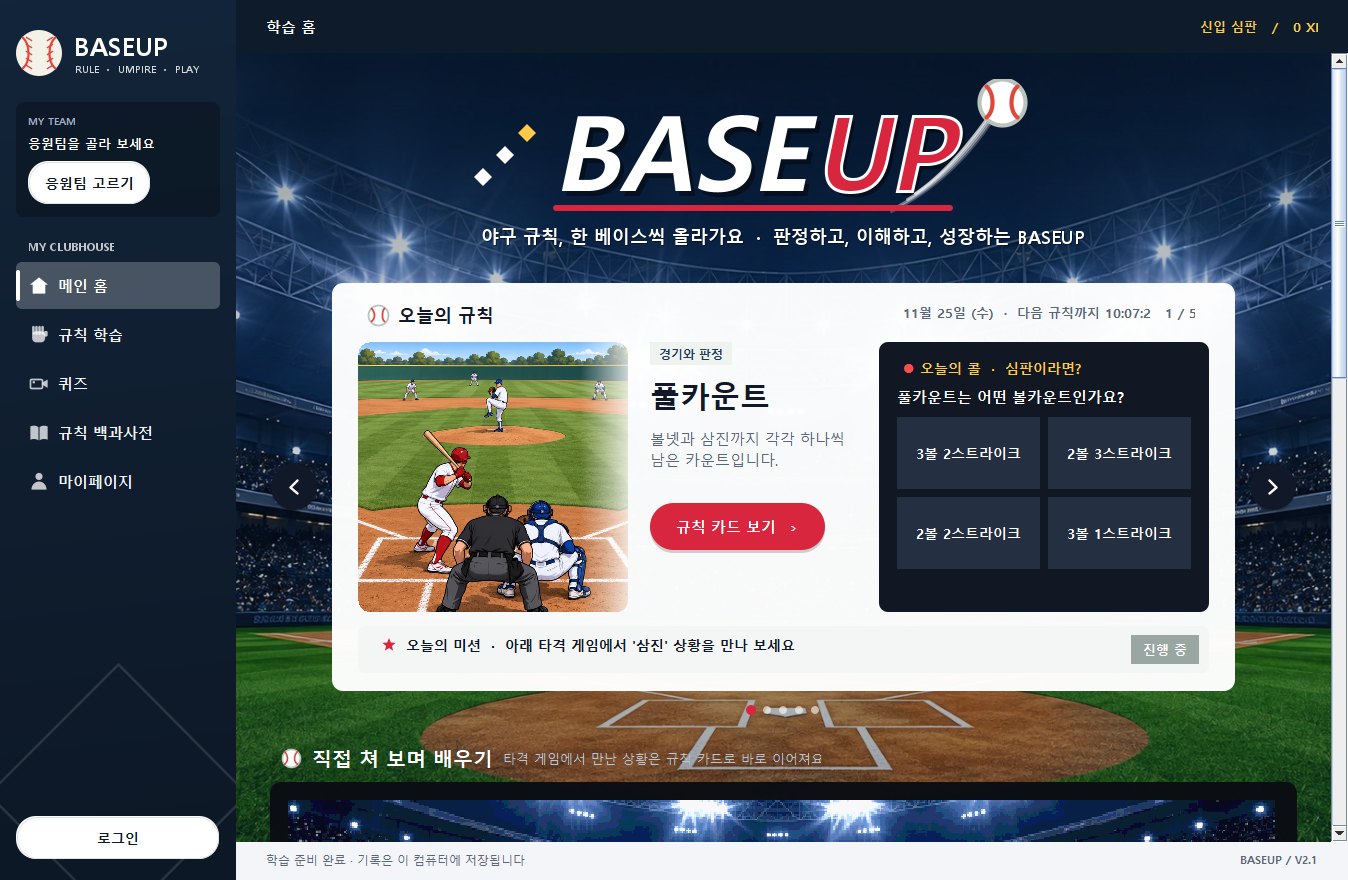 BASEUP
RULE · UMPIRE · PLAY
MY TEAM
응원팀을 골라 보세요
응원팀 고르기
MY CLUBHOUSE
메인 홈
규칙 학습
퀴즈
규칙 백과사전
마이페이지
로그인
학습 홈
신입 심판 / 0 XI
BASEUP
야구 규칙, 한 베이스씩 올라가요 · 판정하고, 이해하고, 성장하는 BASEUP
오늘의 규칙
11월 25일 (수) · 다음 규칙까지 10:07:2 1 / 5
경기와 판정
풀카운트
볼넷과 삼진까지 각각 하나씩
남은 카운트입니다.
규칙 카드 보기 ›
오늘의 콜 · 심판이라면?
풀카운트는 어떤 볼카운트인가요?
3볼 2스트라이크
2볼 3스트라이크
2볼 2스트라이크
3볼 1스트라이크
★ 오늘의 미션 · 아래 타격 게임에서 '삼진' 상황을 만나 보세요
진행 중
직접 쳐 보며 배우기 타격 게임에서 만난 상황은 규칙 카드로 바로 이어져요
학습 준비 완료 · 기록은 이 컴퓨터에 저장됩니다
BASEUP / V2.1